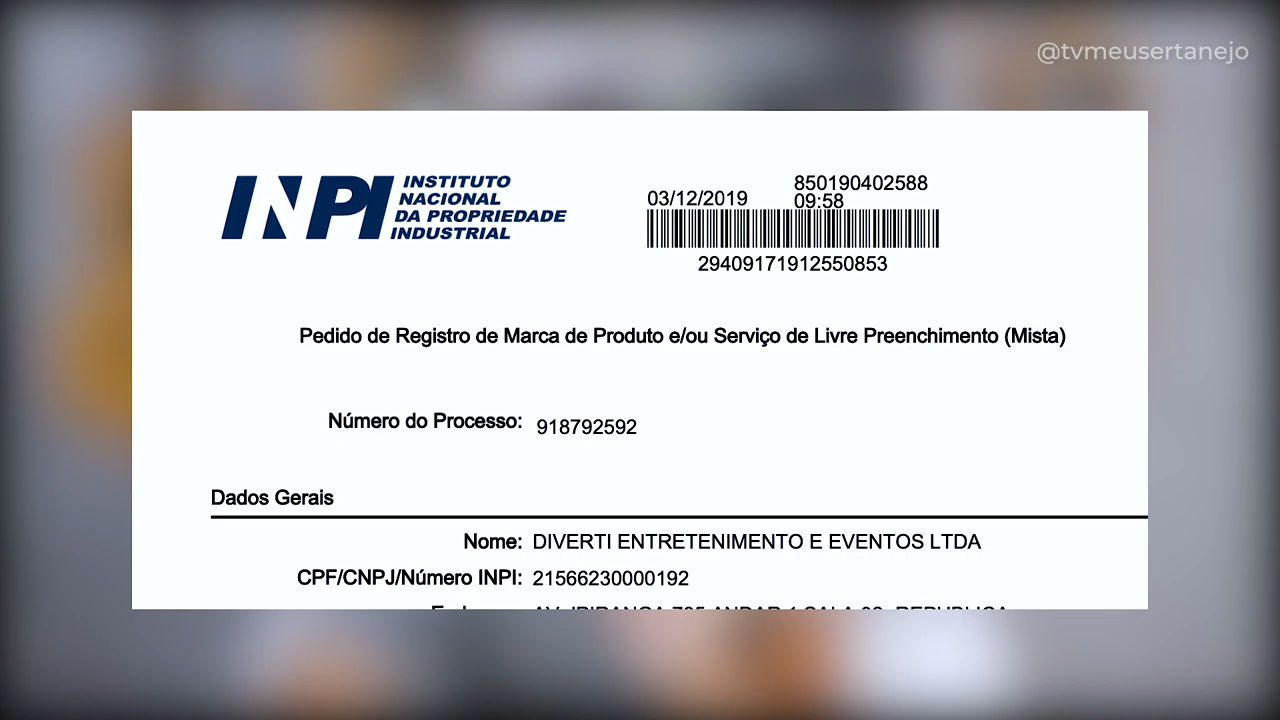 @tvmeusertanejo
INPI
INSTITUTO
NACIONAL
DA PROPRIEDADE
INDUSTRIAL
850190402588
03/12/2019 09:58
29409171912550853
Pedido de Registro de Marca de Produto e/ou Serviço de Livre Preenchimento (Mista)
Número do Processo: 918792592
Dados Gerais
Nome: DIVERTI ENTRETENIMENTO E EVENTOS LTDA
CPF/CNPJ/Número INPI: 21566230000192